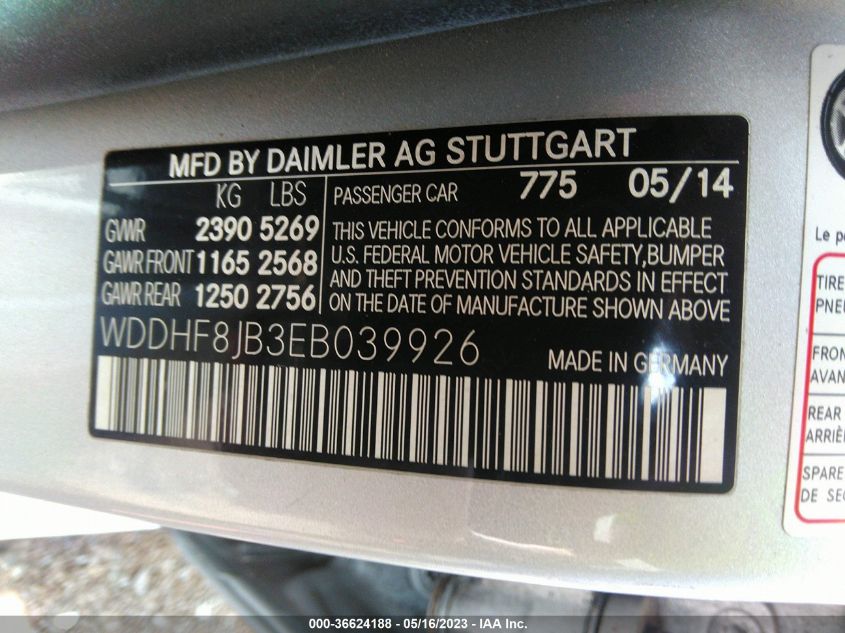 MFD BY DAIMLER AG STUTTGART
KG LBS
GVWR 2390 5269
GAWR FRONT 1165 2568
GAWR REAR 1250 2756
PASSENGER CAR 775 05/14
THIS VEHICLE CONFORMS TO ALL APPLICABLE
U.S. FEDERAL MOTOR VEHICLE SAFETY,BUMPER
AND THEFT PREVENTION STANDARDS IN EFFECT
ON THE DATE OF MANUFACTURE SHOWN ABOVE
WDDHF8JB3EB039926
MADE IN GERMANY
Le p
TIRE
PNEU
FRON
AVAN
REAR
ARRIÈ
SPARE
DE SEC
000-36624188 - 05/16/2023 - IAA Inc.